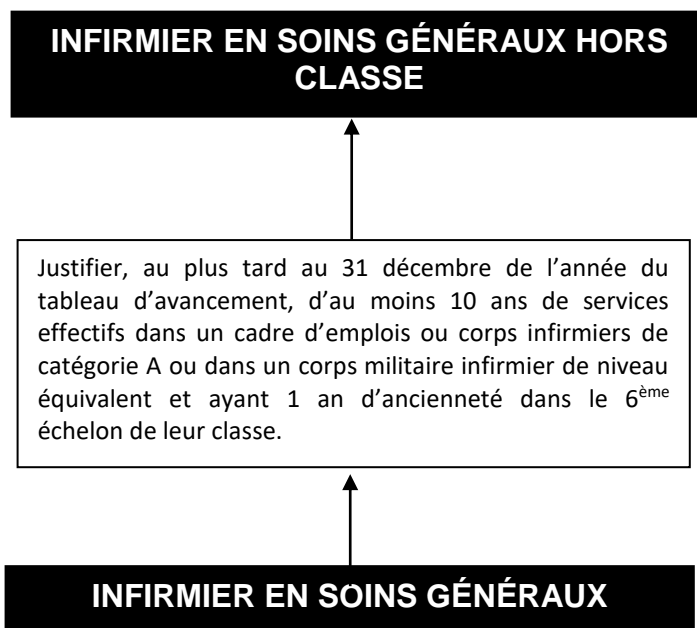 INFIRMIER EN SOINS GÉNÉRAUX HORS
CLASSE
Justifier, au plus tard au 31 décembre de l’année du
tableau d’avancement, d’au moins 10 ans de services
effectifs dans un cadre d’emplois ou corps infirmiers de
catégorie A ou dans un corps militaire infirmier de niveau
équivalent et ayant 1 an d’ancienneté dans le 6ème
échelon de leur classe.
INFIRMIER EN SOINS GÉNÉRAUX